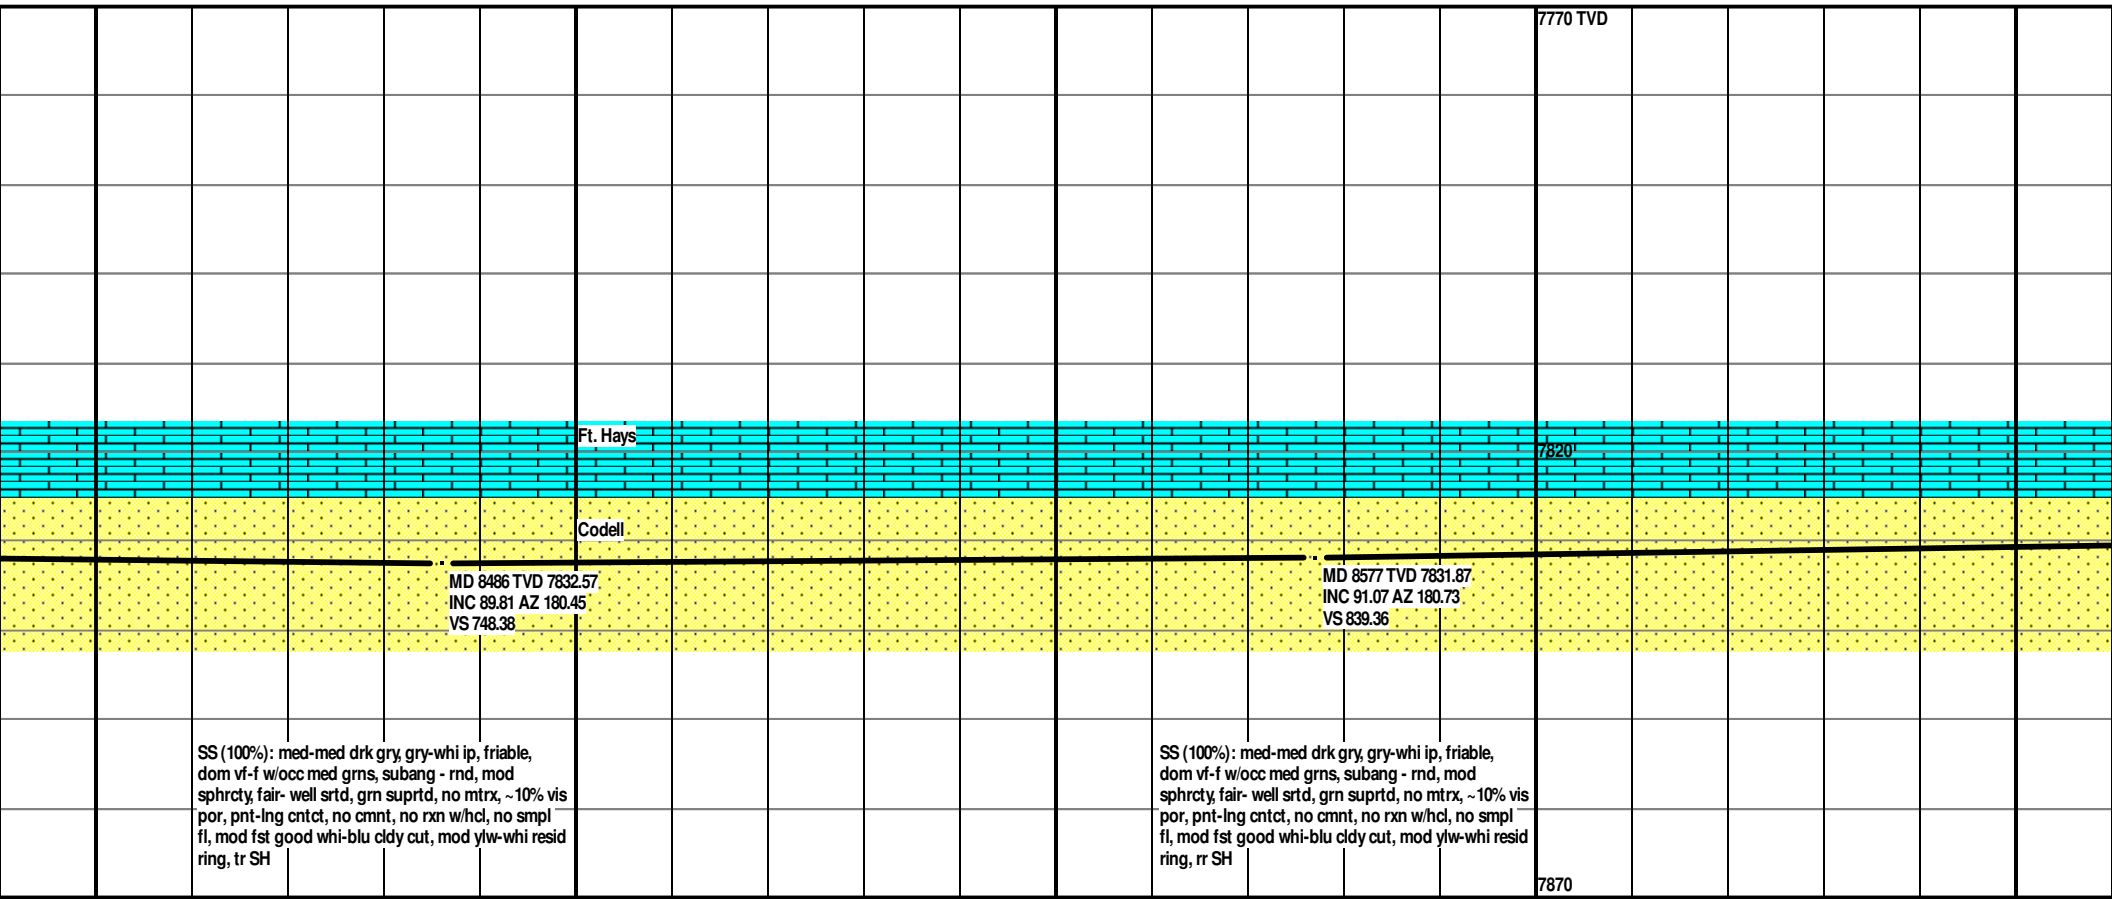 7770 TVD
Ft. Hays
7820'
Codell
MD 8486 TVD 7832.57
INC 89.81 AZ 180.45
VS 748.38
MD 8577 TVD 7831.87
INC 91.07 AZ 180.73
VS 839.36
SS (100%): med-med drk gry, gry-whi ip, friable,
dom vf-f w/occ med grns, subang - rnd, mod
sphrcty, fair- well srtd, grn suprtd, no mtrx, ~10% vis
por, pnt-lng cntct, no cmnt, no rxn w/hcl, no smpl
fl, mod fst good whi-blu cldy cut, mod ylw-whi resid
ring, tr SH
SS (100%): med-med drk gry, gry-whi ip, friable,
dom vf-f w/occ med grns, subang - rnd, mod
sphrcty, fair- well srtd, grn suprtd, no mtrx, ~10% vis
por, pnt-lng cntct, no cmnt, no rxn w/hcl, no smpl
fl, mod fst good whi-blu cldy cut, mod ylw-whi resid
ring, rr SH
7870